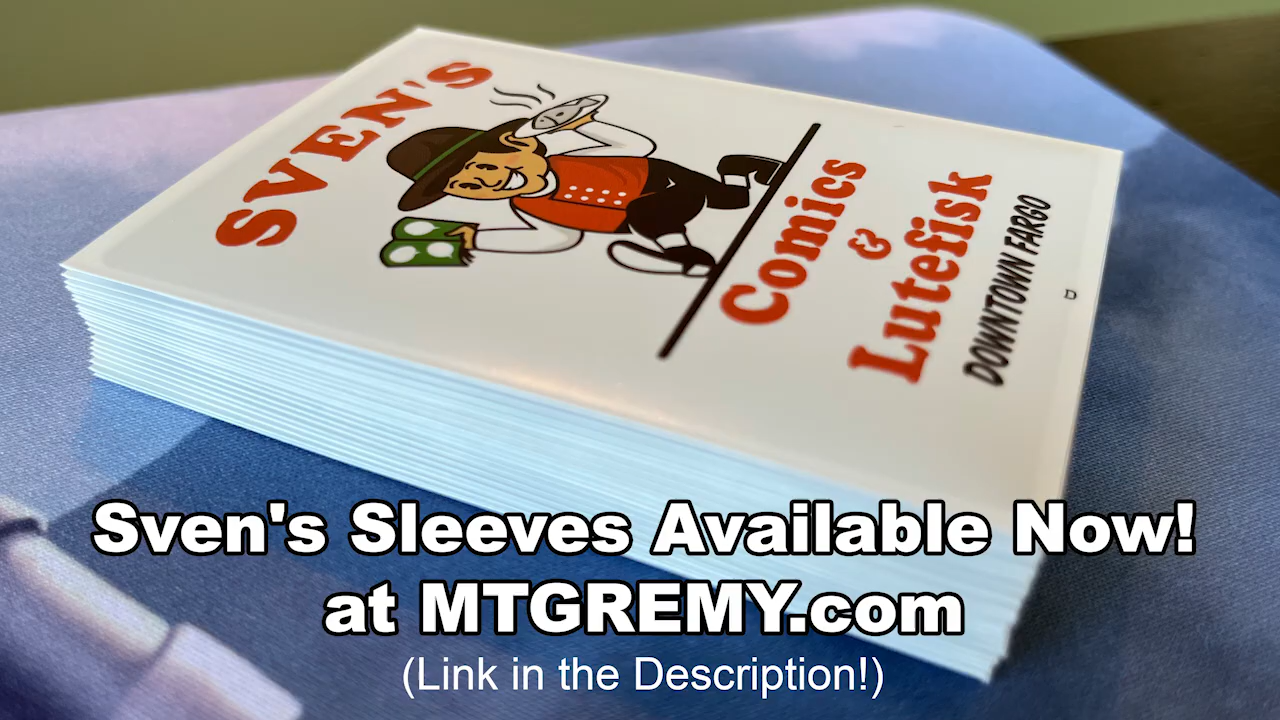 SVEN'S
Comics
&
Lutefisk
DOWNTOWN FARGO
Sven's Sleeves Available Now!
at MTGREMY.com
(Link in the Description!)